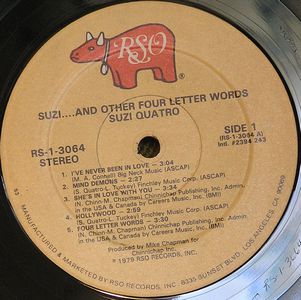 RSO
SUZI....AND OTHER FOUR LETTER WORDS
SUZI QUATRO
RS-1-3064
STEREO
SIDE 1
(RS-1-3064 A)
Int. #2394 243
1. I'VE NEVER BEEN IN LOVE — 3:04
(M. A. Connell) Big Neck Music (ASCAP)
2. MIND DEMONS — 2:27
(S. Quatro-L. Tuckey) Finchley Music Corp. (ASCAP)
3. SHE'S IN LOVE WITH YOU — 3:34
(N. Chinn-M. Chapman) Chinnichap Publishing, Inc. Admin. in
the USA & Canada by Careers Music, Inc. (BMI)
4. HOLLYWOOD — 2:59
(S. Quatro-L. Tuckey) Finchley Music Corp. (ASCAP)
5. FOUR LETTER WORDS — 3:30
(N. Chinn-M. Chapman) Chinnichap Publishing, Inc. Admin. in
the USA & Canada by Careers Music, Inc. (BMI)
Produced by Mike Chapman for
Chinnichap Inc.
℗ 1979 RSO RECORDS, INC.
MANUFACTURED & MARKETED BY RSO RECORDS, INC. 8335 SUNSET BLVD. LOS ANGELES, CA 90069